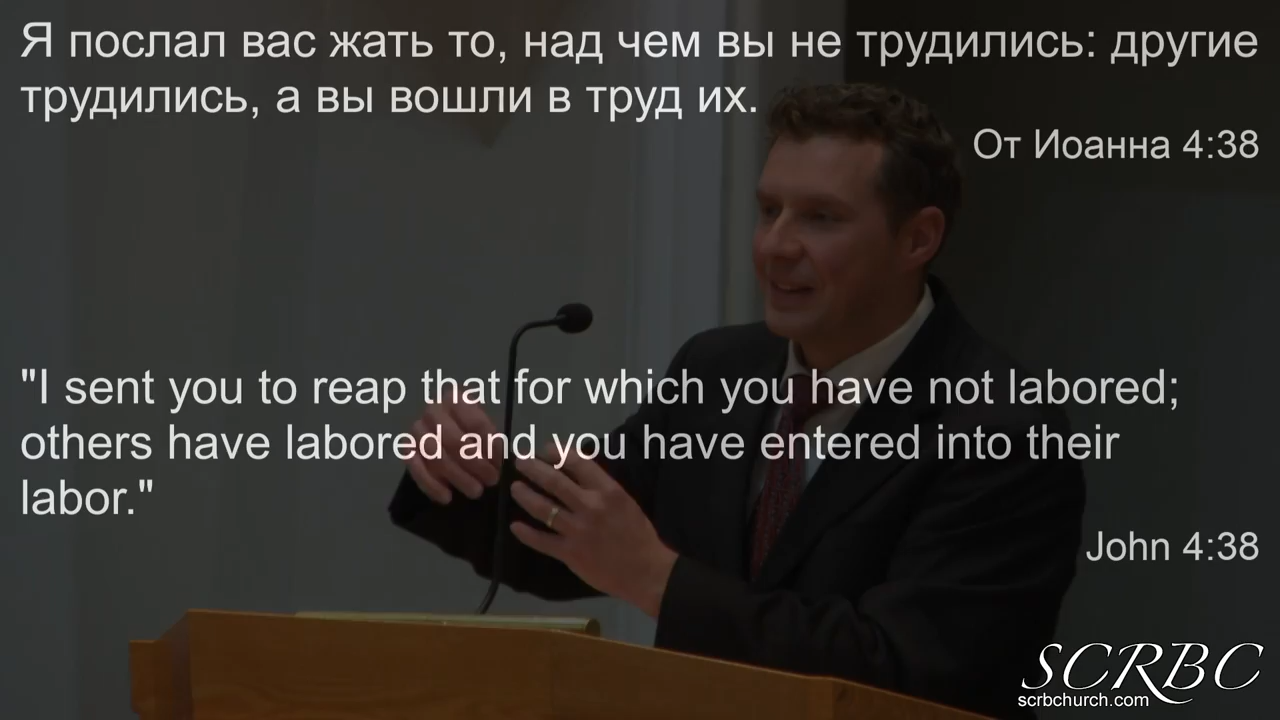 Я послал вас жать то, над чем вы не трудились: другие
трудились, а вы вошли в труд их.
От Иоанна 4:38
"I sent you to reap that for which you have not labored;
others have labored and you have entered into their
labor."
John 4:38
SCRBC
scrbchurch.com